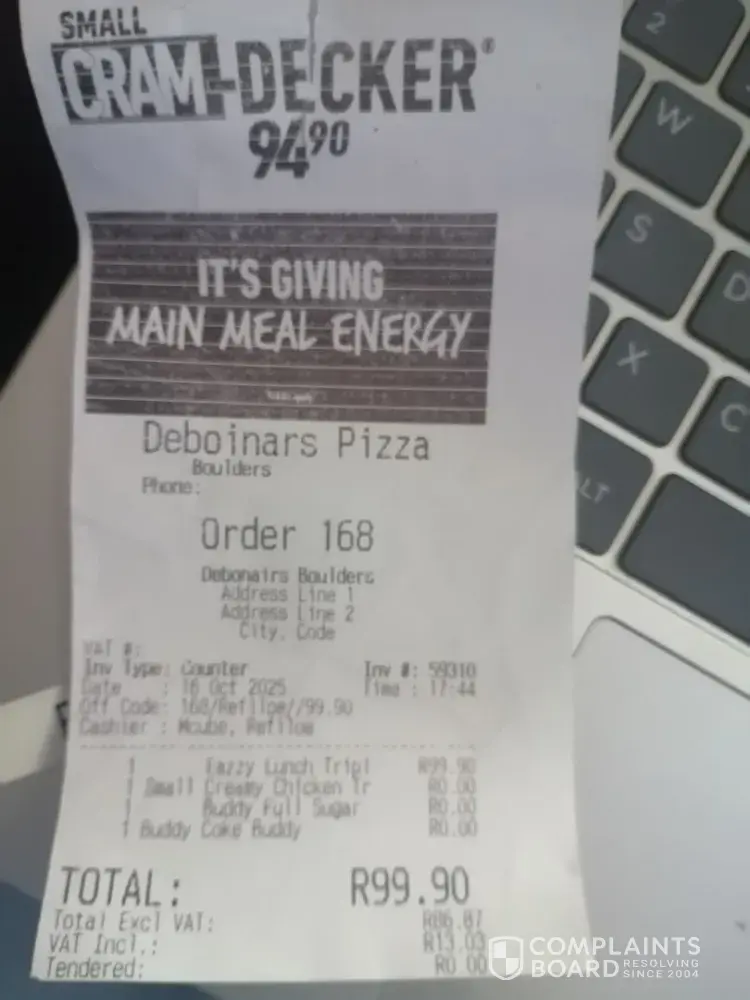 SMALL
CRAM-DECKER®
94⁹⁰
IT'S GIVING
MAIN MEAL ENERGY
Deboinars Pizza
Boulders
Phone:
Order 168
Debonairs Boulders
Address Line 1
Address Line 2
City, Code
VAT #:
Inv Type: Counter Inv #: 59310
Date : 16 Oct 2025 Time : 17:44
Off Code: 168/Refiloe//99.90
Cashier : Mcube, Refiloe
1 Eazzy Lunch Tripl R99.90
1 Small Creamy Chicken Tr R0.00
1 Buddy Full Sugar R0.00
1 Buddy Coke Buddy R0.00
TOTAL: R99.90
Total Excl VAT: R86.87
VAT Incl.: R13.03
Tendered: R0.00
COMPLAINTS
BOARD RESOLVING
SINCE 2004
2
W
S
D
X
C
ALT